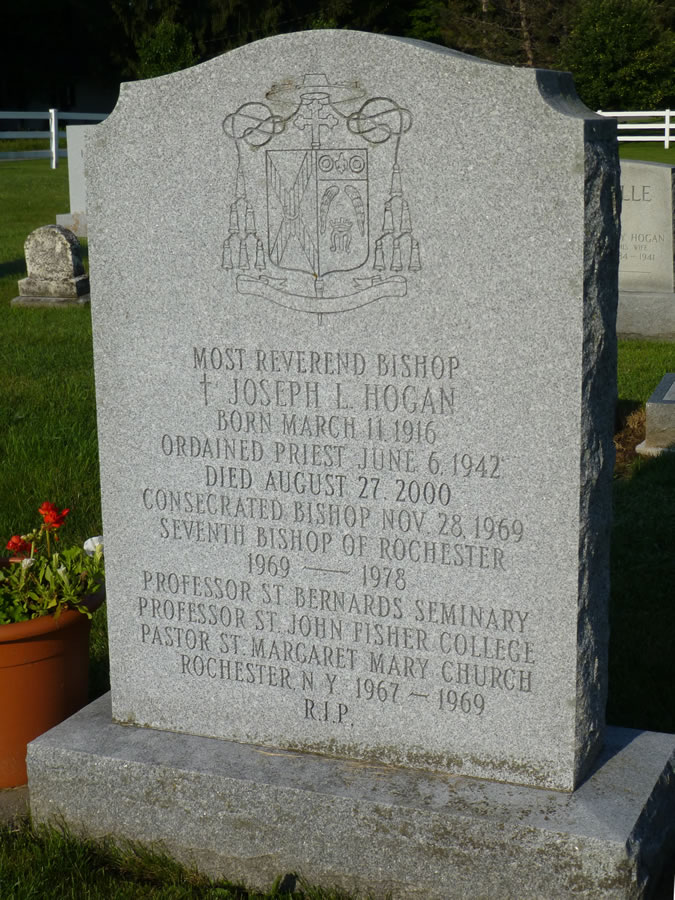 MOST REVEREND BISHOP
† JOSEPH L. HOGAN
BORN MARCH 11, 1916
ORDAINED PRIEST JUNE 6, 1942
DIED AUGUST 27, 2000
CONSECRATED BISHOP NOV. 28, 1969
SEVENTH BISHOP OF ROCHESTER
1969 — 1978
PROFESSOR ST. BERNARDS SEMINARY
PROFESSOR ST. JOHN FISHER COLLEGE
PASTOR ST. MARGARET MARY CHURCH
ROCHESTER, N.Y. 1967 — 1969
R.I.P.
HOGAN
WIFE
1941